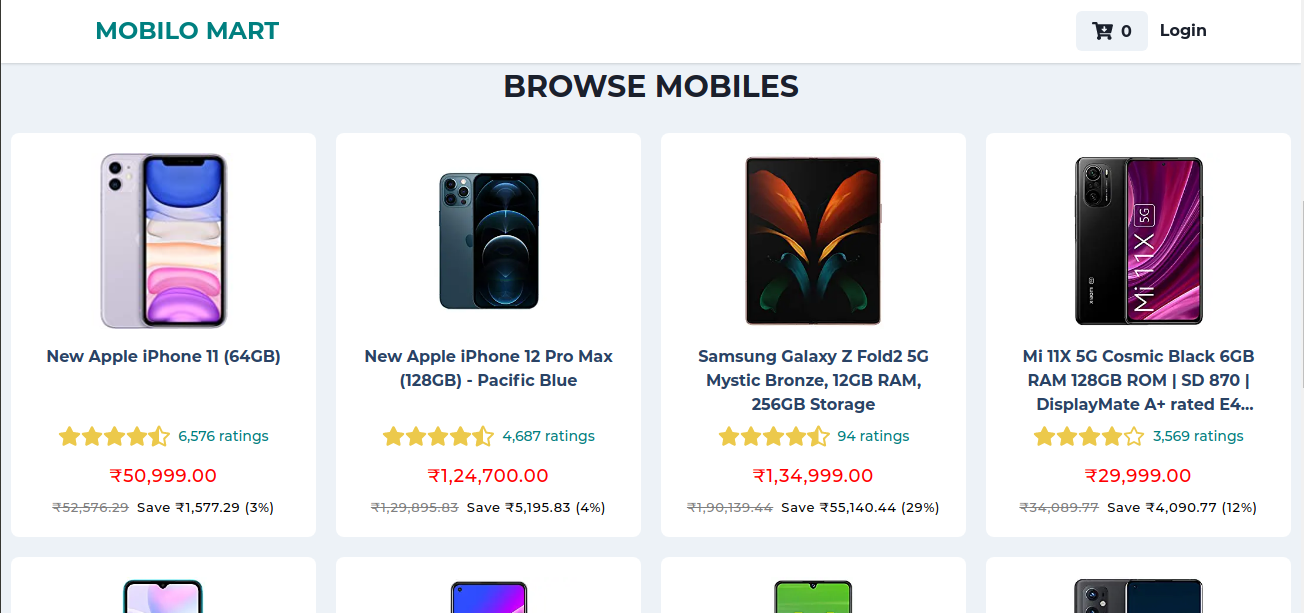 MOBILO MART
0 Login
BROWSE MOBILES
Mi 11X 5G
New Apple iPhone 11 (64GB)
6,576 ratings
₹50,999.00
₹52,576.29 Save ₹1,577.29 (3%)
New Apple iPhone 12 Pro Max
(128GB) - Pacific Blue
4,687 ratings
₹1,24,700.00
₹1,29,895.83 Save ₹5,195.83 (4%)
Samsung Galaxy Z Fold2 5G
Mystic Bronze, 12GB RAM,
256GB Storage
94 ratings
₹1,34,999.00
₹1,90,139.44 Save ₹55,140.44 (29%)
Mi 11X 5G Cosmic Black 6GB
RAM 128GB ROM | SD 870 |
DisplayMate A+ rated E4...
3,569 ratings
₹29,999.00
₹34,089.77 Save ₹4,090.77 (12%)